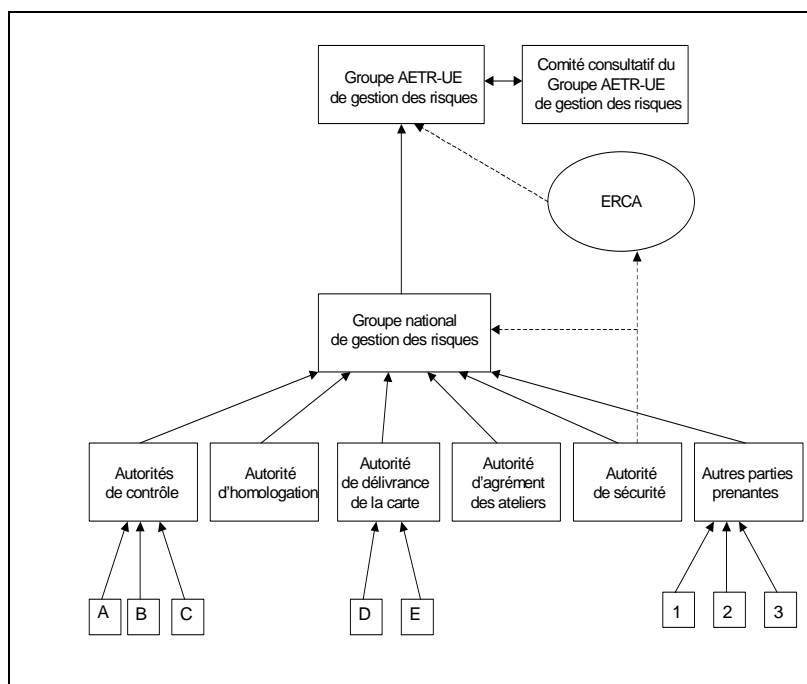 Groupe AETR-UE
de gestion des risques
Comité consultatif du
Groupe AETR-UE
de gestion des risques
ERCA
Groupe national
de gestion des risques
Autorités
de contrôle
Autorité
d'homologation
Autorité
de délivrance
de la carte
Autorité
d'agrément
des ateliers
Autorité
de sécurité
Autres parties
prenantes
A
B
C
D
E
1
2
3